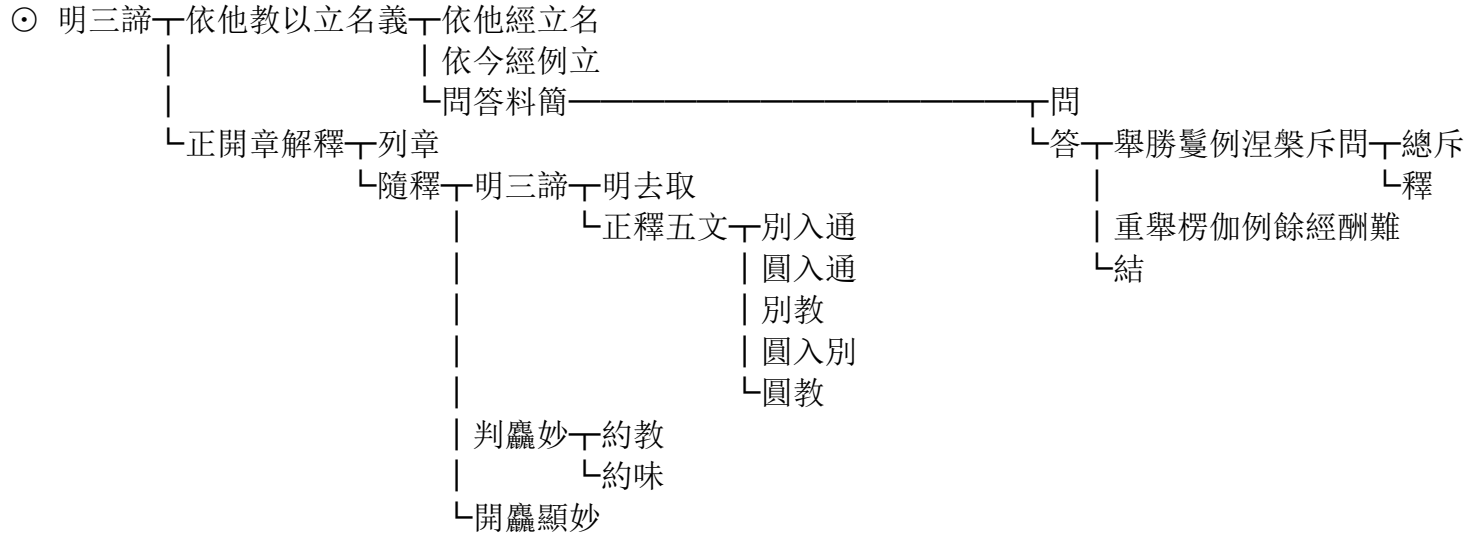 ⊙ 明三諦 依他教以立名義 依他經立名
依今經例立
問答料簡 問
正開章解釋 列章 答 舉勝鬘例涅槃斥問 總斥
隨釋 明三諦 明去取 釋
正釋五文 別入通 重舉楞伽例餘經酬難
圓入通 結
別教
圓入別
圓教
判麤妙 約教
約味
開麤顯妙